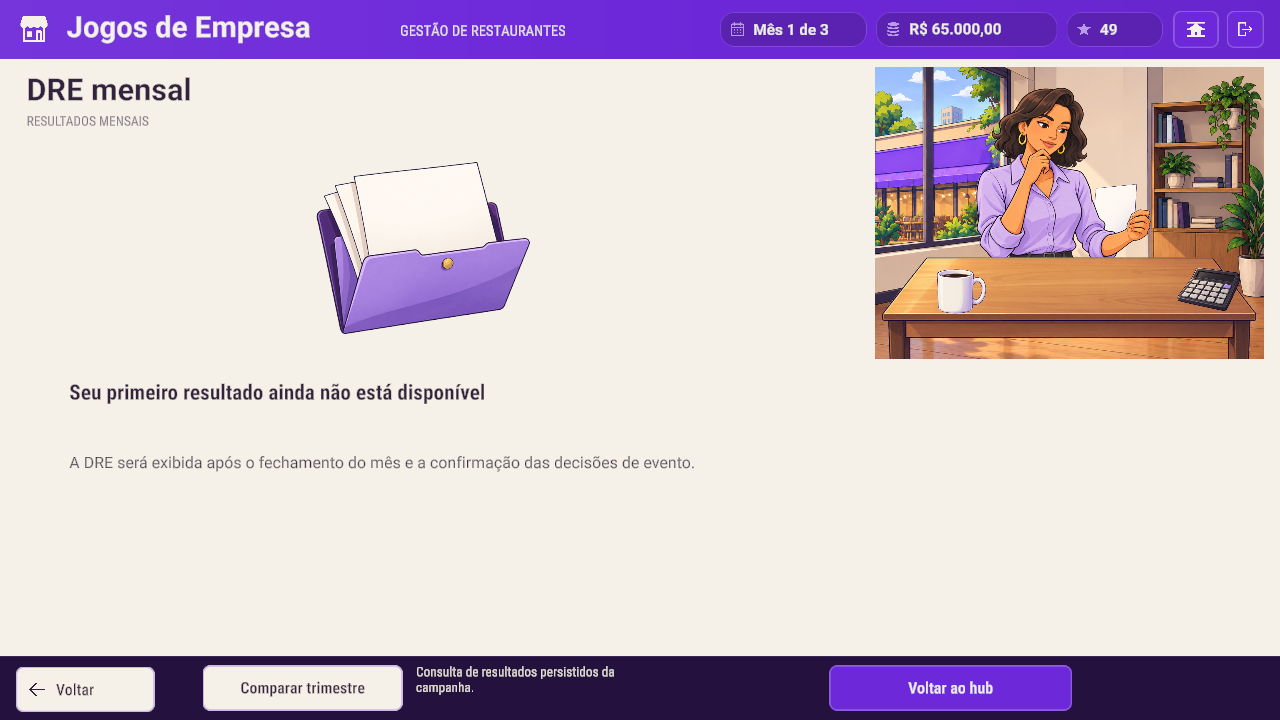 Jogos de Empresa
GESTÃO DE RESTAURANTES
Mês 1 de 3
R$ 65.000,00
49
DRE mensal
RESULTADOS MENSAIS
Seu primeiro resultado ainda não está disponível
A DRE será exibida após o fechamento do mês e a confirmação das decisões de evento.
Voltar
Comparar trimestre
Consulta de resultados persistidos da
campanha.
Voltar ao hub